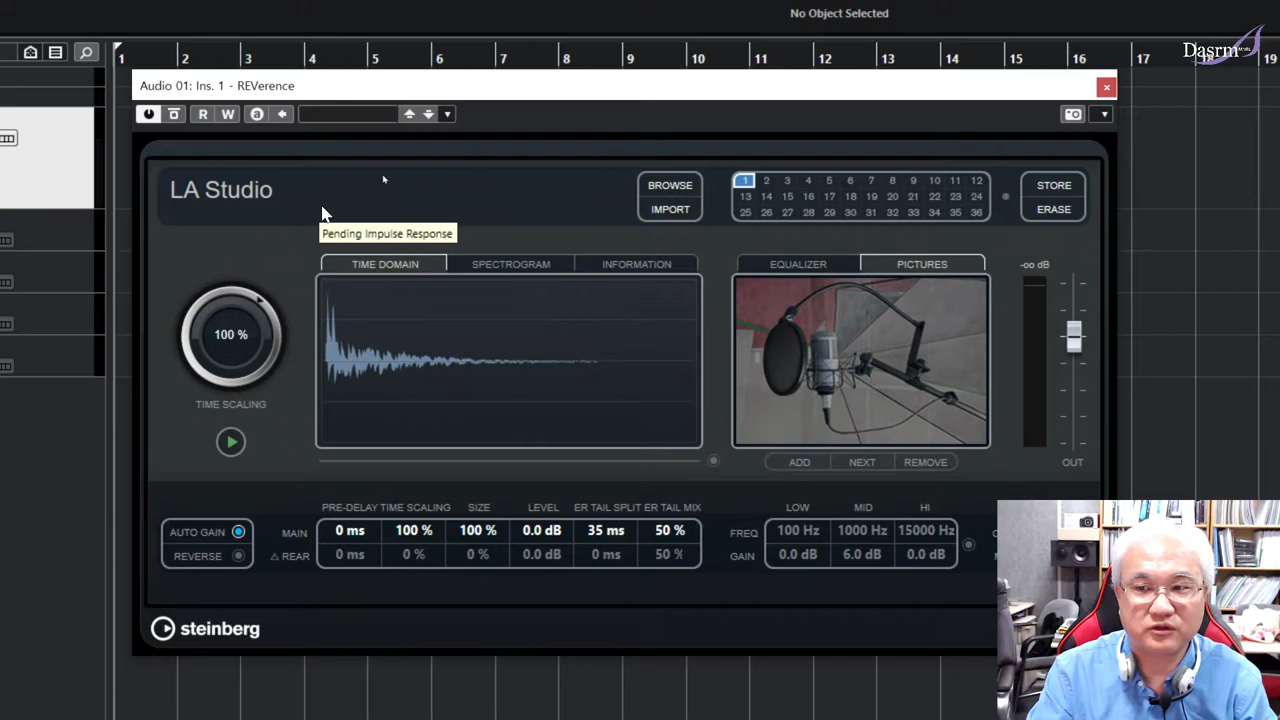 No Object Selected
Dasrm Media
1 2 3 4 5 6 7 8 9 10 11 12 13 14 15 16 17 18 19
Audio 01: Ins. 1 - REVerence
R W a
LA Studio
BROWSE
IMPORT
1 2 3 4 5 6 7 8 9 10 11 12
13 14 15 16 17 18 19 20 21 22 23 24
25 26 27 28 29 30 31 32 33 34 35 36
STORE
ERASE
Pending Impulse Response
TIME DOMAIN SPECTROGRAM INFORMATION
EQUALIZER PICTURES
-oo dB
100 %
TIME SCALING
ADD NEXT REMOVE
OUT
PRE-DELAY TIME SCALING SIZE LEVEL ER TAIL SPLIT ER TAIL MIX
LOW MID HI
AUTO GAIN
MAIN 0 ms 100 % 100 % 0.0 dB 35 ms 50 %
FREQ 100 Hz 1000 Hz 15000 Hz
REVERSE
△ REAR 0 ms 0 % 0 % 0.0 dB 0 ms 50 %
GAIN 0.0 dB 6.0 dB 0.0 dB
steinberg